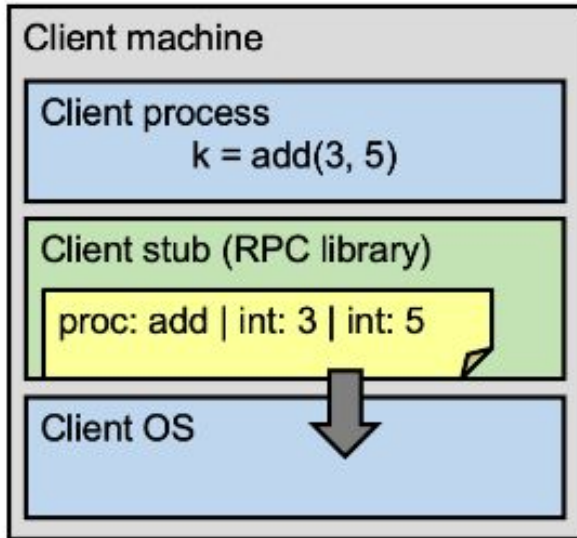 Client machine
Client process
k = add(3, 5)
Client stub (RPC library)
proc: add | int: 3 | int: 5
Client OS